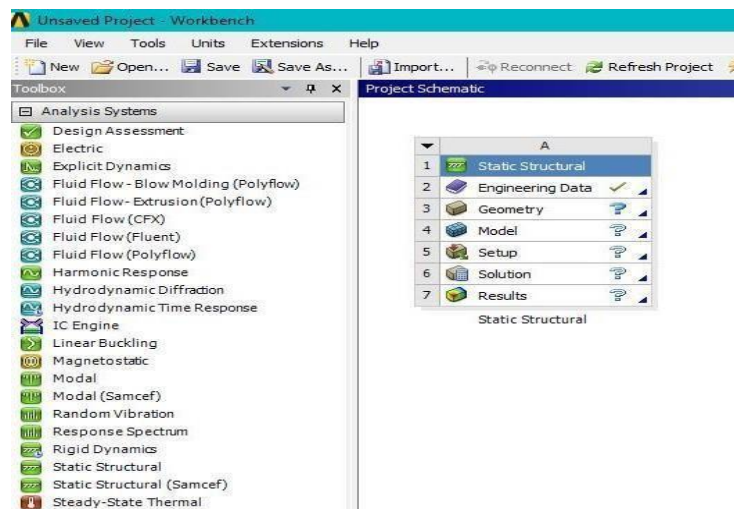 Unsaved Project - Workbench
File View Tools Units Extensions Help
New Open... Save Save As... Import... Reconnect Refresh Project
Toolbox
Project Schematic
Analysis Systems
Design Assessment
Electric
Explicit Dynamics
Fluid Flow - Blow Molding (Polyflow)
Fluid Flow- Extrusion (Polyflow)
Fluid Flow (CFX)
Fluid Flow (Fluent)
Fluid Flow (Polyflow)
Harmonic Response
Hydrodynamic Diffraction
Hydrodynamic Time Response
IC Engine
Linear Buckling
Magnetostatic
Modal
Modal (Samcef)
Random Vibration
Response Spectrum
Rigid Dynamics
Static Structural
Static Structural (Samcef)
Steady-State Thermal
A
1 Static Structural
2 Engineering Data
3 Geometry
4 Model
5 Setup
6 Solution
7 Results
Static Structural